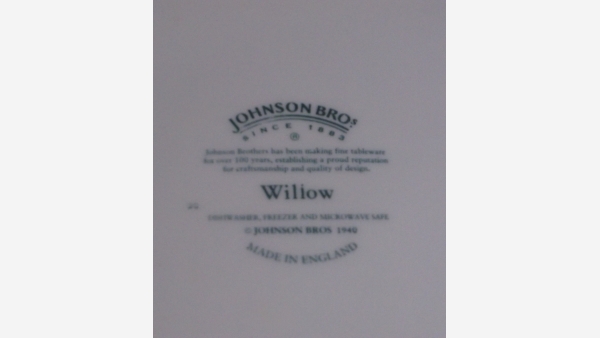 JOHNSON BROS
SINCE 1883
®
Johnson Brothers has been making fine tableware
for over 100 years, establishing a proud reputation
for craftsmanship and quality of design.
Willow
DISHWASHER, FREEZER AND MICROWAVE SAFE
© JOHNSON BROS 1940
MADE IN ENGLAND